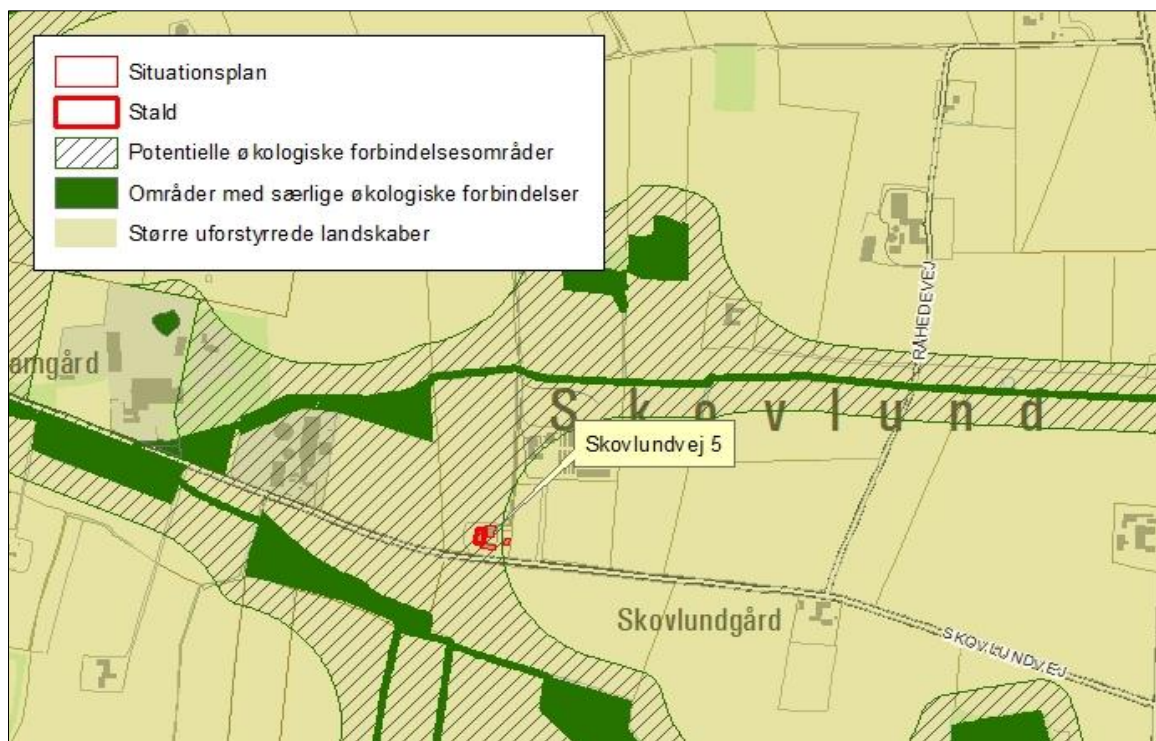 Situationsplan
Stald
Potentielle økologiske forbindelsesområder
Områder med særlige økologiske forbindelser
Større uforstyrrede landskaber
RÅHEDEVEJ
amgård
Skovlund
Skovlundvej 5
Skovlundgård
SKOVLUNDVEJ